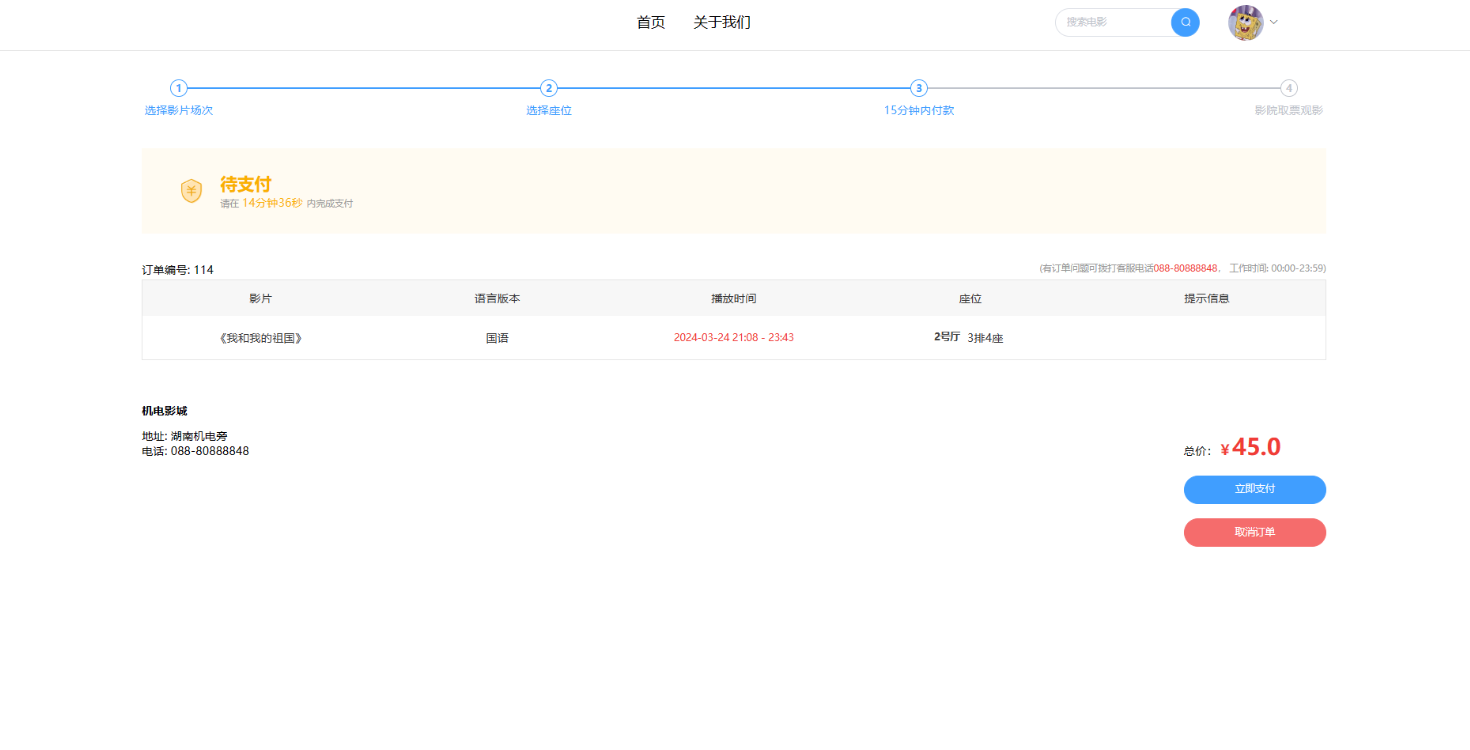 首页 关于我们 搜索电影
1 2 3 4
选择影片场次 选择座位 15分钟内付款 影院取票观影
¥
待支付
请在 14分钟36秒 内完成支付
订单编号: 114 (有订单问题可拨打客服电话088-80888848， 工作时间: 00:00-23:59)
影片 语言版本 播放时间 座位 提示信息
《我和我的祖国》 国语 2024-03-24 21:08 - 23:43 2号厅 3排4座
机电影城
地址: 湖南机电旁
电话: 088-80888848
总价: ¥45.0
立即支付
取消订单